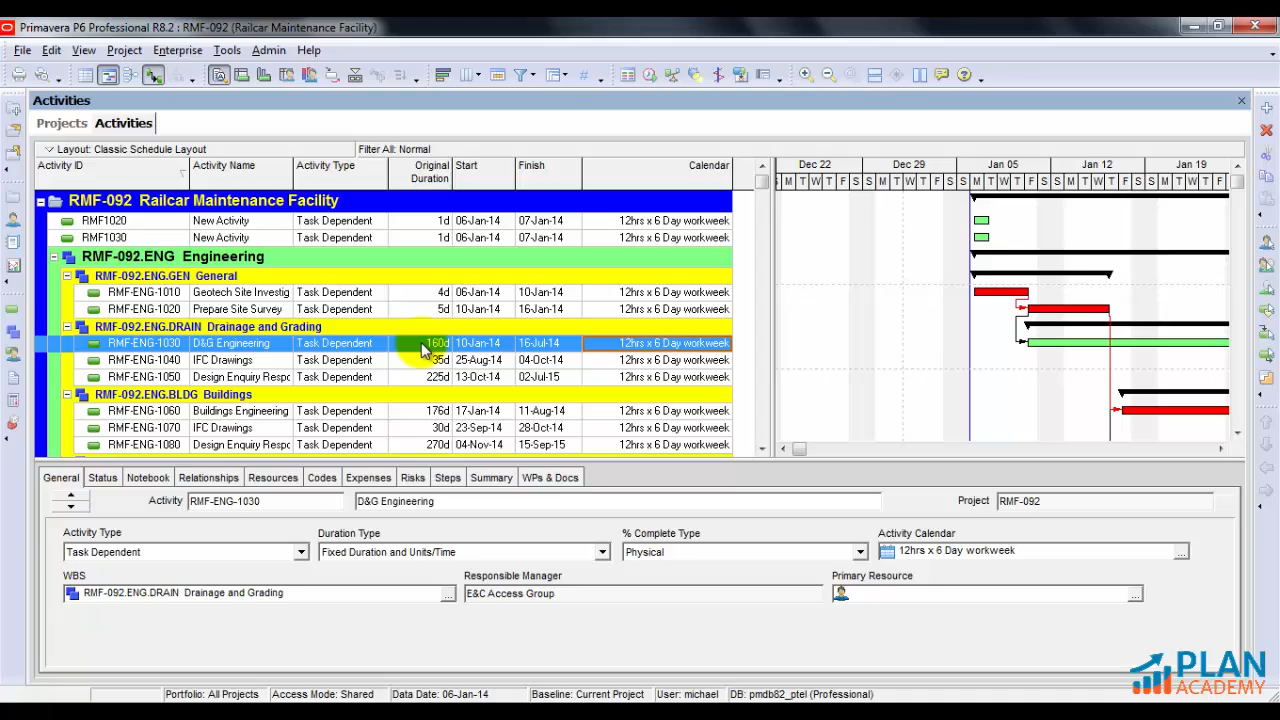 Primavera P6 Professional R8.2 : RMF-092 (Railcar Maintenance Facility)
File Edit View Project Enterprise Tools Admin Help
Activities
Projects Activities
Layout: Classic Schedule Layout Filter All: Normal
Activity ID Activity Name Activity Type Original Duration Start Finish Calendar Dec 22 Dec 29 Jan 05 Jan 12 Jan 19
S M T W T F S S M T W T F S S M T W T F S S M T W T F S S M T W T F
RMF-092 Railcar Maintenance Facility
RMF1020 New Activity Task Dependent 1d 06-Jan-14 07-Jan-14 12hrs x 6 Day workweek
RMF1030 New Activity Task Dependent 1d 06-Jan-14 07-Jan-14 12hrs x 6 Day workweek
RMF-092.ENG Engineering
RMF-092.ENG.GEN General
RMF-ENG-1010 Geotech Site Investig Task Dependent 4d 06-Jan-14 10-Jan-14 12hrs x 6 Day workweek
RMF-ENG-1020 Prepare Site Survey Task Dependent 5d 10-Jan-14 16-Jan-14 12hrs x 6 Day workweek
RMF-092.ENG.DRAIN Drainage and Grading
RMF-ENG-1030 D&G Engineering Task Dependent 160d 10-Jan-14 16-Jul-14 12hrs x 6 Day workweek
RMF-ENG-1040 IFC Drawings Task Dependent 35d 25-Aug-14 04-Oct-14 12hrs x 6 Day workweek
RMF-ENG-1050 Design Enquiry Respo Task Dependent 225d 13-Oct-14 02-Jul-15 12hrs x 6 Day workweek
RMF-092.ENG.BLDG Buildings
RMF-ENG-1060 Buildings Engineering Task Dependent 176d 17-Jan-14 11-Aug-14 12hrs x 6 Day workweek
RMF-ENG-1070 IFC Drawings Task Dependent 30d 23-Sep-14 28-Oct-14 12hrs x 6 Day workweek
RMF-ENG-1080 Design Enquiry Respo Task Dependent 270d 04-Nov-14 15-Sep-15 12hrs x 6 Day workweek
General Status Notebook Relationships Resources Codes Expenses Risks Steps Summary WPs & Docs
Activity RMF-ENG-1030 D&G Engineering Project RMF-092
Activity Type Duration Type % Complete Type Activity Calendar
Task Dependent Fixed Duration and Units/Time Physical 12hrs x 6 Day workweek
WBS Responsible Manager Primary Resource
RMF-092.ENG.DRAIN Drainage and Grading E&C Access Group
PLAN
ACADEMY
Portfolio: All Projects Access Mode: Shared Data Date: 06-Jan-14 Baseline: Current Project User: michael DB: pmdb82_ptel (Professional)